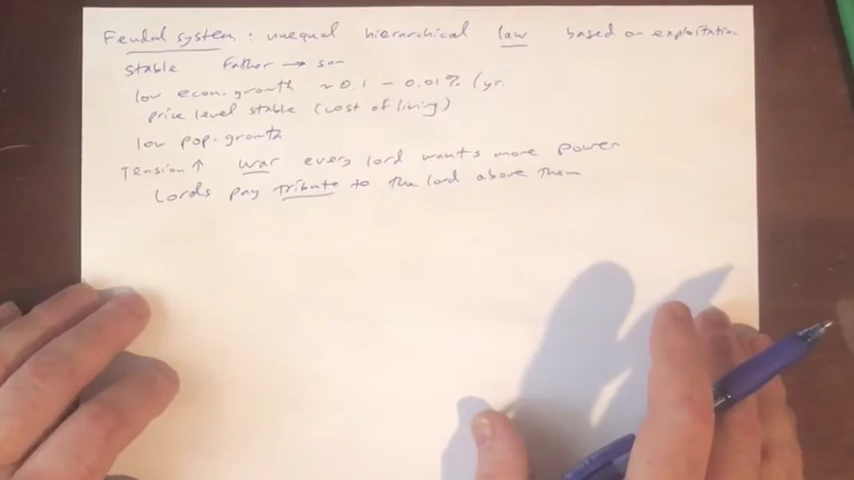 Feudal system : unequal hierarchical law based on exploitation
stable Father → son
low econ. growth ~ 0.1 - 0.01% (yr.
price level stable (cost of living)
low pop. growth
Tension ↑ war every lord wants more power
Lords pay tribute to the lord above them